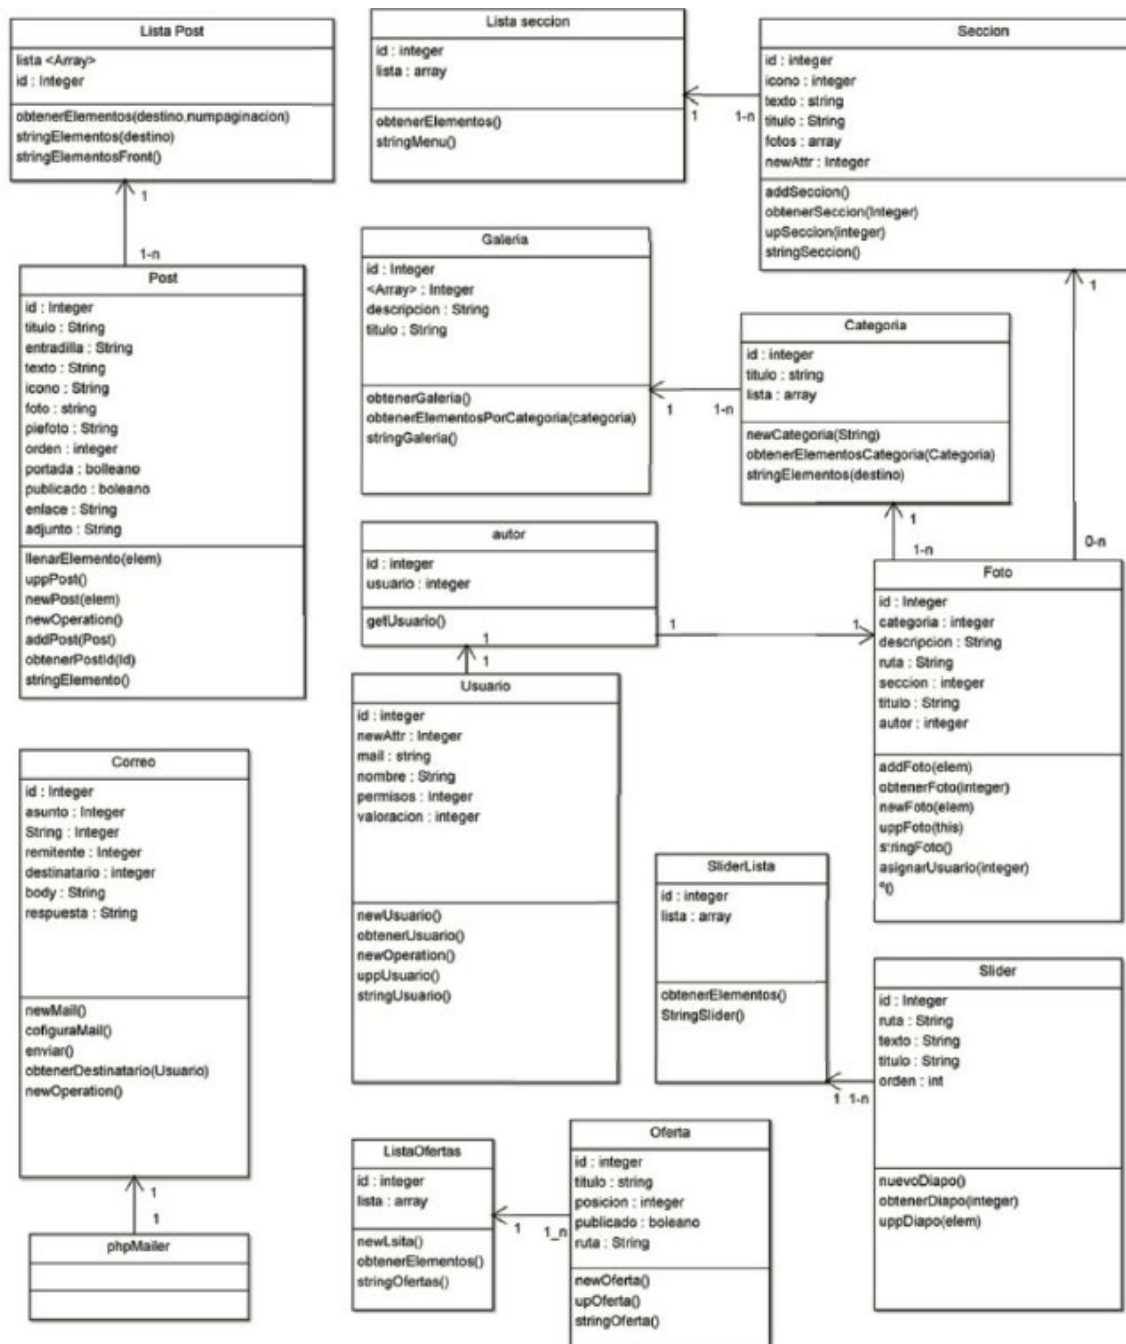 Lista Post
lista <Array>
id : Integer
obtenerElementos(destino,numpaginacion)
stringElementos(destino)
stringElementosFront()
1
1-n
Lista seccion
id : integer
lista : array
obtenerElementos()
stringMenu()
1
1-n
Seccion
id : integer
icono : integer
texto : string
titulo : String
fotos : array
newAttr : Integer
addSeccion()
obtenerSeccion(Integer)
upSeccion(integer)
stringSeccion()
1
0-n
Post
id : Integer
titulo : String
entradilla : String
texto : String
icono : String
foto : string
piefoto : String
orden : integer
portada : bolleano
publicado : boleano
enlace : String
adjunto : String
llenarElemento(elem)
uppPost()
newPost(elem)
newOperation()
addPost(Post)
obtenerPostId(Id)
stringElemento()
Galeria
id : Integer
<Array> : Integer
descripcion : String
titulo : String
obtenerGaleria()
obtenerElementosPorCategoria(categoria)
stringGaleria()
1
1-n
Categoria
id : integer
titulo : string
lista : array
newCategoria(String)
obtenerElementosCategoria(Categoria)
stringElementos(destino)
1
1-n
autor
id : integer
usuario : integer
getUsuario()
1
1
1
1
Foto
id : Integer
categoria : integer
descripcion : String
ruta : String
seccion : integer
titulo : String
autor : integer
addFoto(elem)
obtenerFoto(integer)
newFoto(elem)
uppFoto(this)
stringFoto()
asignarUsuario(integer)
º()
Usuario
id : integer
newAttr : Integer
mail : string
nombre : String
permisos : Integer
valoracion : integer
newUsuario()
obtenerUsuario()
newOperation()
uppUsuario()
stringUsuario()
Correo
id : Integer
asunto : Integer
String : Integer
remitente : Integer
destinatario : integer
body : String
respuesta : String
newMail()
cofiguraMail()
enviar()
obtenerDestinatario(Usuario)
newOperation()
1
1
phpMailer
SliderLista
id : integer
lista : array
obtenerElementos()
StringSlider()
1
1-n
Slider
id : Integer
ruta : String
texto : String
titulo : String
orden : int
nuevoDiapo()
obtenerDiapo(integer)
uppDiapo(elem)
ListaOfertas
id : integer
lista : array
newLsita()
obtenerElementos()
stringOfertas()
1
1_n
Oferta
id : integer
titulo : string
posicion : integer
publicado : boleano
ruta : String
newOferta()
upOferta()
stringOferta()